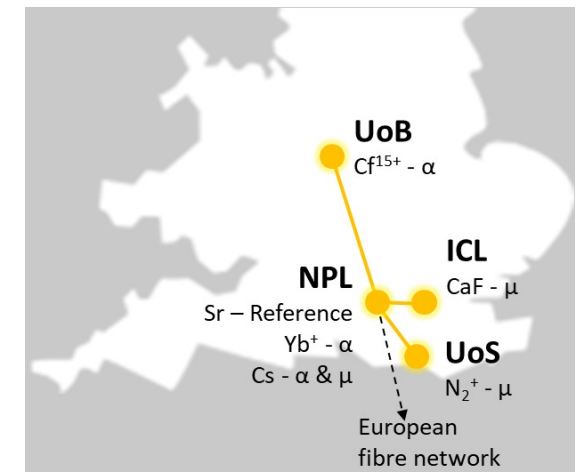 UoB
Cf¹⁵⁺ - α
ICL
CaF - μ
NPL
Sr – Reference
Yb⁺ - α
Cs - α & μ
UoS
N₂⁺ - μ
European
fibre network